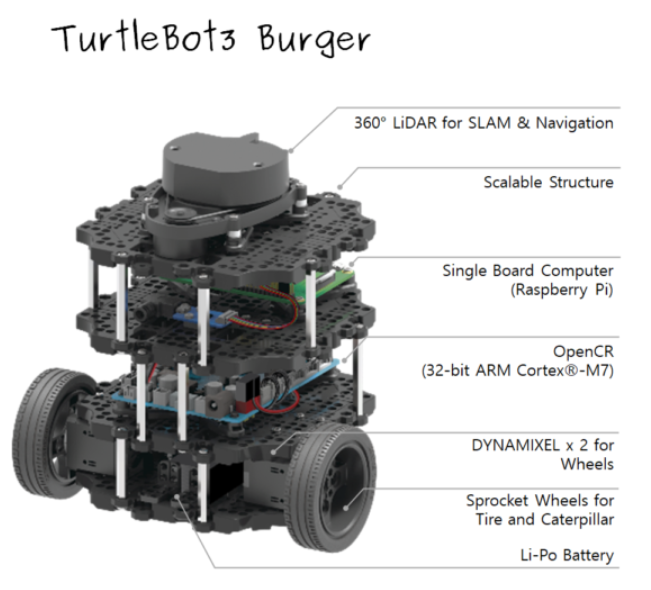 TurtleBot3 Burger
360° LiDAR for SLAM & Navigation
Scalable Structure
Single Board Computer
(Raspberry Pi)
OpenCR
(32-bit ARM Cortex®-M7)
DYNAMIXEL x 2 for
Wheels
Sprocket Wheels for
Tire and Caterpillar
Li-Po Battery